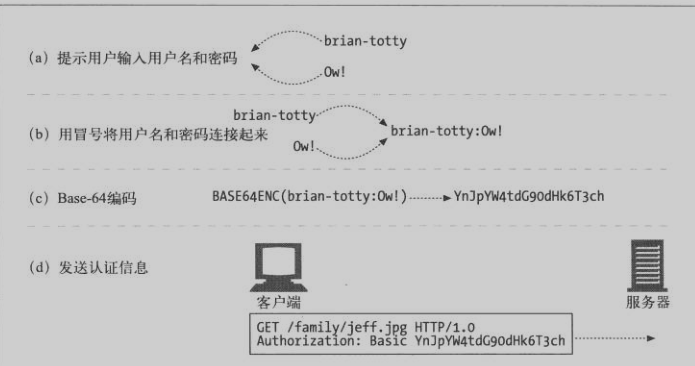 brian-totty
(a) 提示用户输入用户名和密码
Ow!
brian-totty
(b) 用冒号将用户名和密码连接起来
brian-totty:Ow!
Ow!
(c) Base-64编码 BASE64ENC(brian-totty:Ow!) YnJpYW4tdG90dHk6T3ch
(d) 发送认证信息
客户端 服务器
GET /family/jeff.jpg HTTP/1.0
Authorization: Basic YnJpYW4tdG90dHk6T3ch